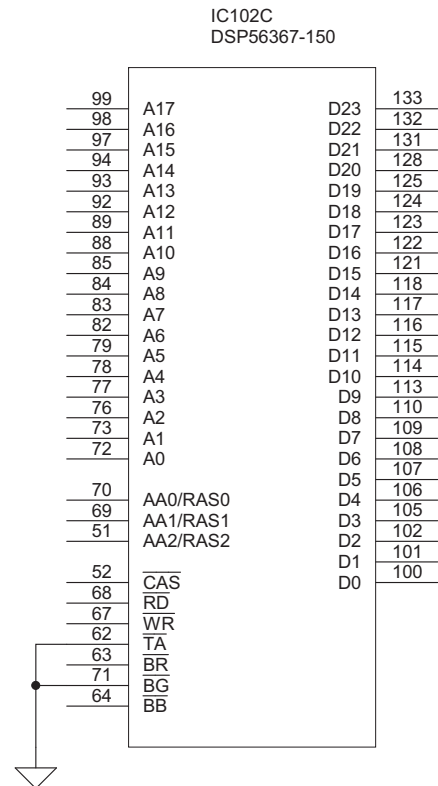 IC102C
DSP56367-150
99 A17 D23 133
98 A16 D22 132
97 A15 D21 131
94 A14 D20 128
93 A13 D19 125
92 A12 D18 124
89 A11 D17 123
88 A10 D16 122
85 A9 D15 121
84 A8 D14 118
83 A7 D13 117
82 A6 D12 116
79 A5 D11 115
78 A4 D10 114
77 A3 D9 113
76 A2 D8 110
73 A1 D7 109
72 A0 D6 108
D5 107
70 AA0/RAS0 D4 106
69 AA1/RAS1 D3 105
51 AA2/RAS2 D2 102
D1 101
52 CAS D0 100
68 RD
67 WR
62 TA
63 BR
71 BG
64 BB